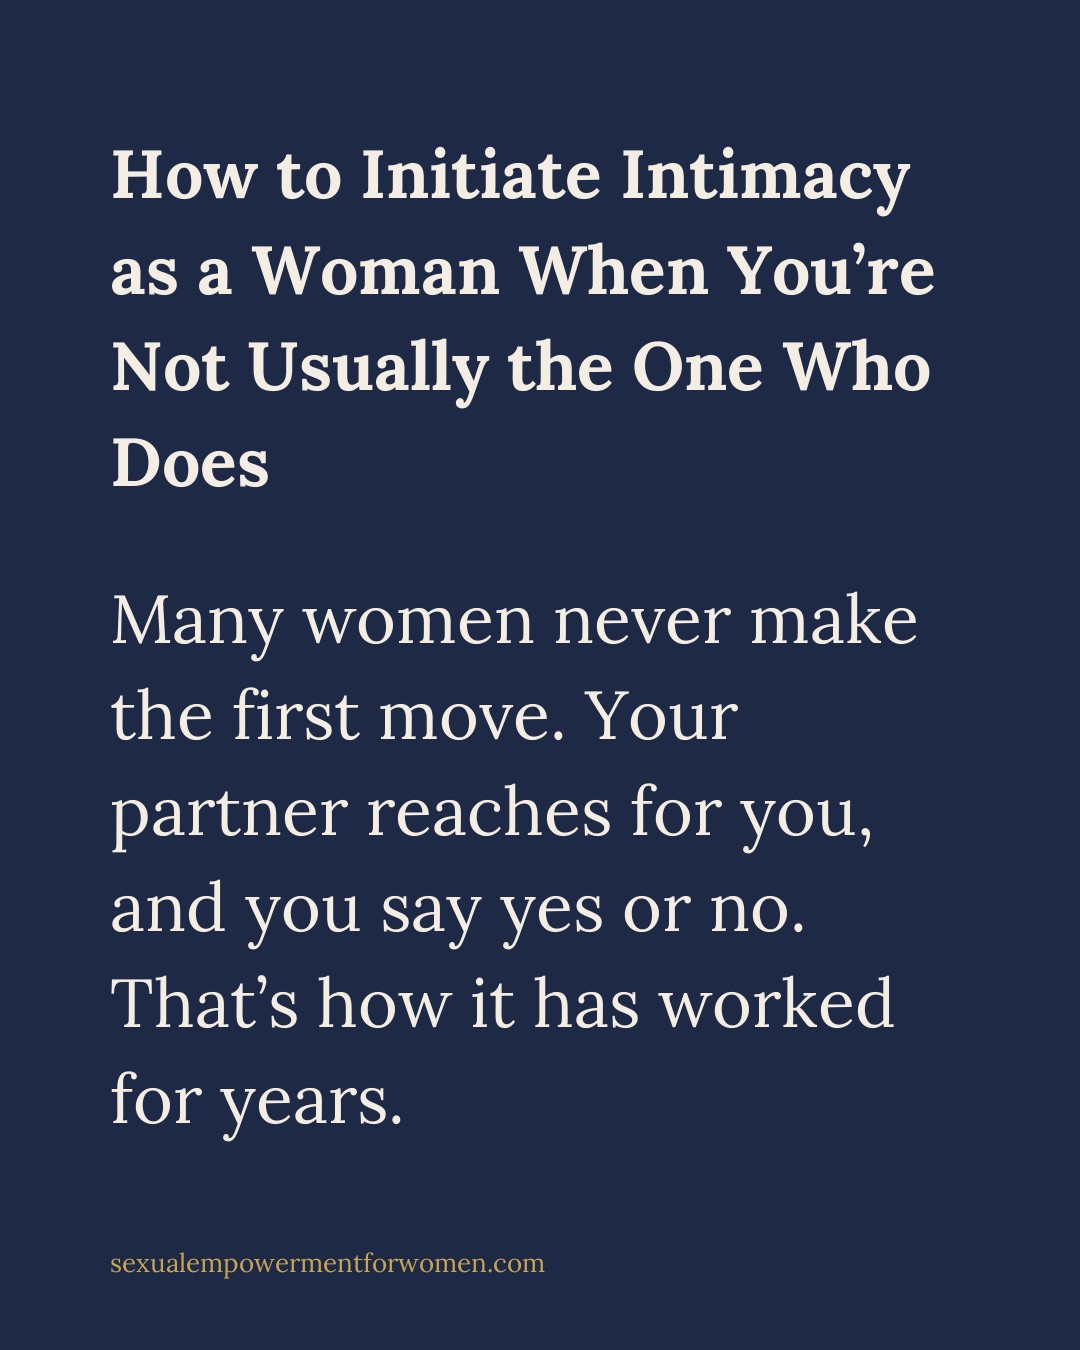 How to Initiate Intimacy
as a Woman When You’re
Not Usually the One Who
Does
Many women never make
the first move. Your
partner reaches for you,
and you say yes or no.
That’s how it has worked
for years.
sexualempowermentforwomen.com